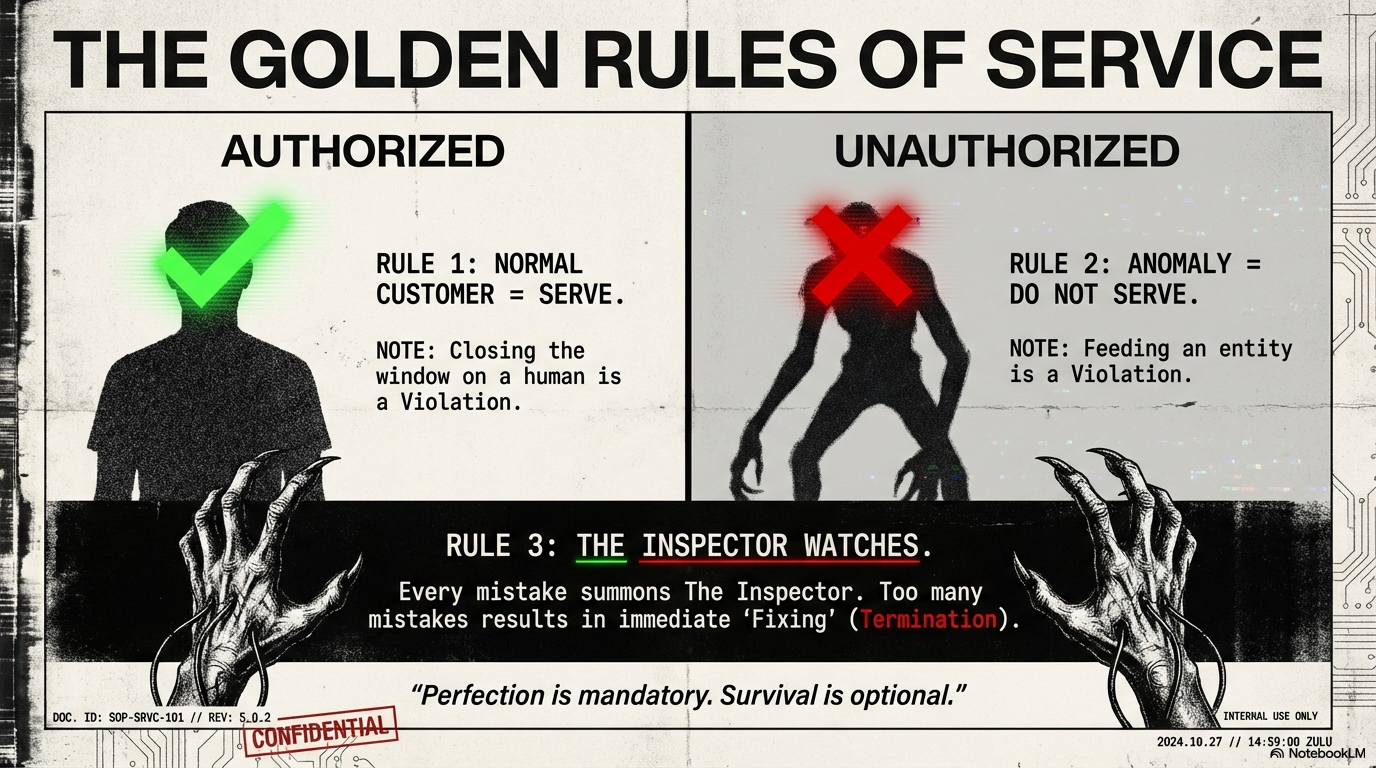 THE GOLDEN RULES OF SERVICE
AUTHORIZED
RULE 1: NORMAL
CUSTOMER = SERVE.
NOTE: Closing the
window on a human is
a Violation.
UNAUTHORIZED
RULE 2: ANOMALY =
DO NOT SERVE.
NOTE: Feeding an entity
is a Violation.
RULE 3: THE INSPECTOR WATCHES.
Every mistake summons The Inspector. Too many
mistakes results in immediate ‘Fixing’ (Termination).
“Perfection is mandatory. Survival is optional.”
DOC. ID: SOP-SRVC-101 // REV: 5.0.2
CONFIDENTIAL
INTERNAL USE ONLY
2024.10.27 // 14:S9:00 ZULU
NotebookLM